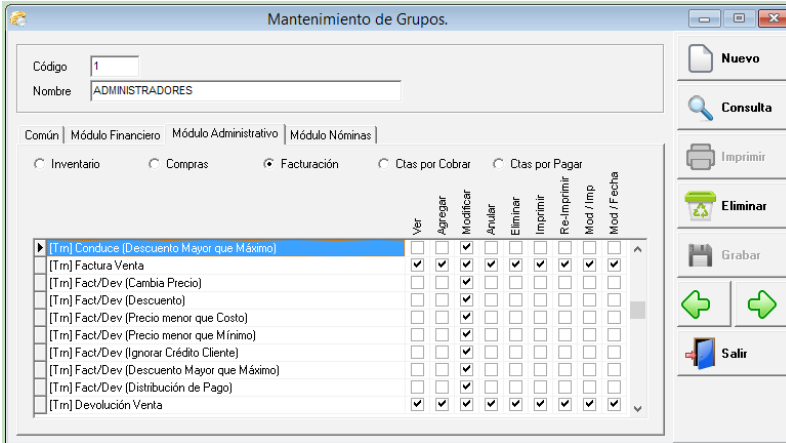 Mantenimiento de Grupos.
Código 1
Nombre ADMINISTRADORES
Común Módulo Financiero Módulo Administrativo Módulo Nóminas
Inventario Compras Facturación Ctas por Cobrar Ctas por Pagar
Ver Agregar Modificar Anular Eliminar Imprimir Re-Imprimir Mod / Imp Mod / Fecha
[Trn] Conduce (Descuento Mayor que Máximo)
[Trn] Factura Venta
[Trn] Fact/Dev (Cambia Precio)
[Trn] Fact/Dev (Descuento)
[Trn] Fact/Dev (Precio menor que Costo)
[Trn] Fact/Dev (Precio menor que Mínimo)
[Trn] Fact/Dev (Ignorar Crédito Cliente)
[Trn] Fact/Dev (Descuento Mayor que Máximo)
[Trn] Fact/Dev (Distribución de Pago)
[Trn] Devolución Venta
Nuevo
Consulta
Imprimir
Eliminar
Grabar
Salir